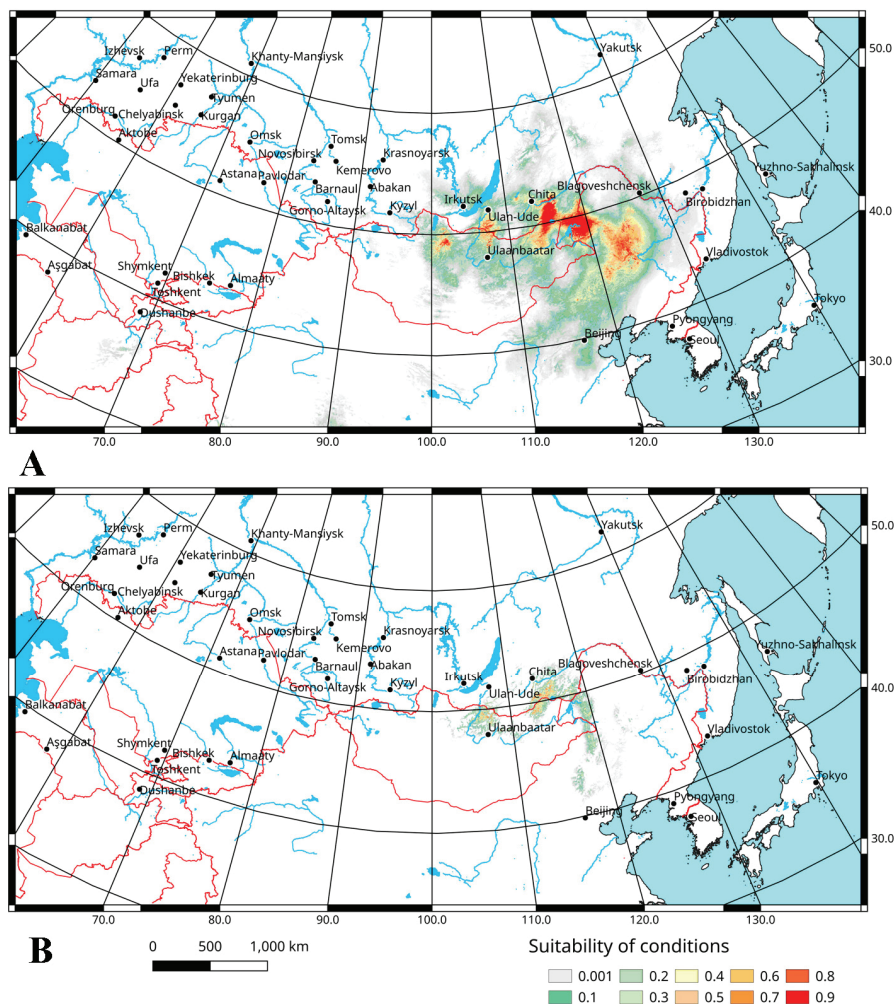 A
50.0
Izhevsk Perm Khanty-Mansiysk Yakutsk
Samara Yekaterinburg
Ufa
Tyumen
Orenburg Chelyabinsk Kurgan
Aktobe Omsk Tomsk Krasnoyarsk Yuzhno-Sakhalinsk
Novosibirsk Kemerovo
Astana Pavlodar Barnaul Abakan Irkutsk Chita Blagoveshchensk
Gorno-Altaysk Kyzyl Ulan-Ude Birobidzhan
40.0
Balkanabat Ulaanbaatar Vladivostok
Aşgabat Shymkent Bishkek Almaaty
Toshkent Tokyo
Dushanbe Pyongyang
Beijing Seoul
30.0
70.0 80.0 90.0 100.0 110.0 120.0 130.0
50.0
Izhevsk Perm Khanty-Mansiysk Yakutsk
Samara Yekaterinburg
Ufa
Tyumen
Orenburg Chelyabinsk Kurgan
Aktobe Omsk Tomsk Krasnoyarsk Yuzhno-Sakhalinsk
Novosibirsk Kemerovo
Astana Pavlodar Barnaul Abakan Irkutsk Chita Blagoveshchensk
Gorno-Altaysk Kyzyl Ulan-Ude Birobidzhan
40.0
Balkanabat Ulaanbaatar Vladivostok
Aşgabat Shymkent Bishkek Almaaty
Toshkent Tokyo
Dushanbe Pyongyang
Beijing Seoul
30.0
70.0 80.0 90.0 100.0 110.0 120.0 130.0
B
0 500 1,000 km
Suitability of conditions
0.001 0.2 0.4 0.6 0.8
0.1 0.3 0.5 0.7 0.9